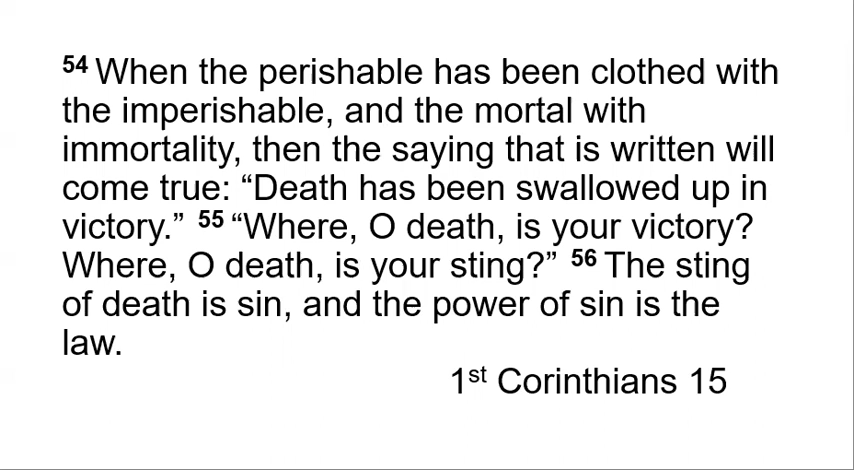 54 When the perishable has been clothed with
the imperishable, and the mortal with
immortality, then the saying that is written will
come true: “Death has been swallowed up in
victory.” 55 “Where, O death, is your victory?
Where, O death, is your sting?” 56 The sting
of death is sin, and the power of sin is the
law.
1st Corinthians 15